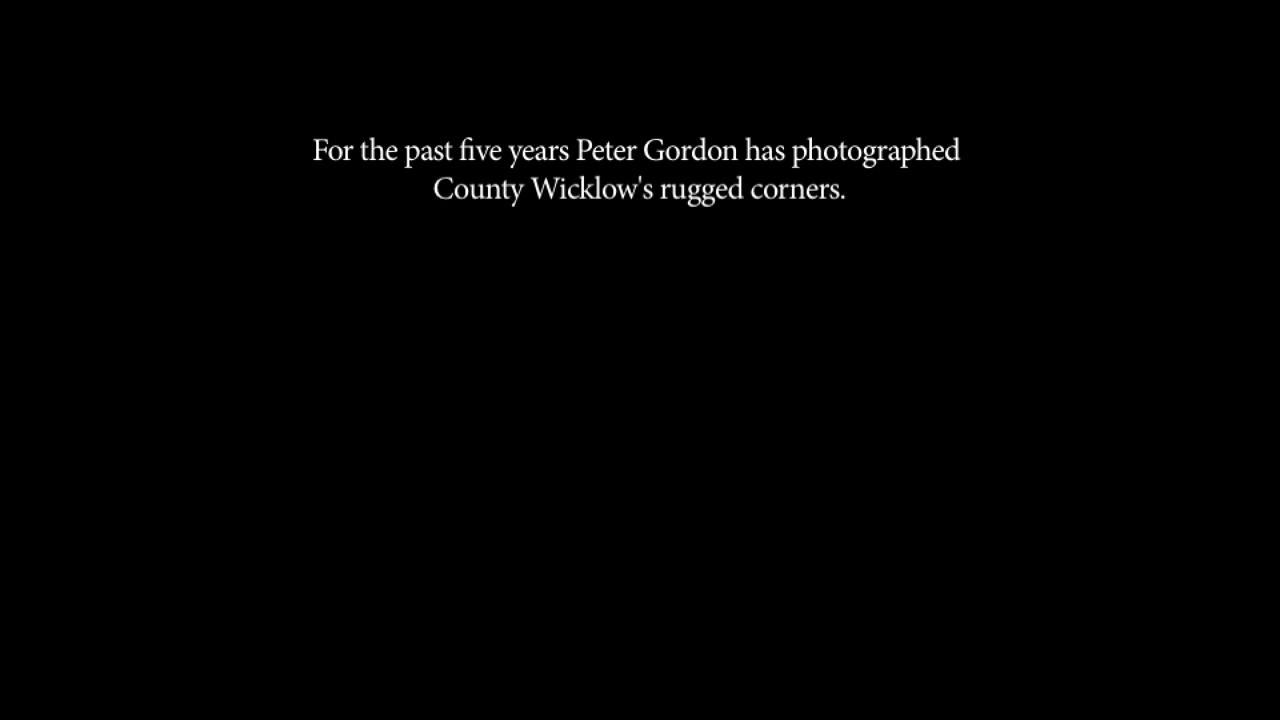 For the past five years Peter Gordon has photographed
County Wicklow's rugged corners.